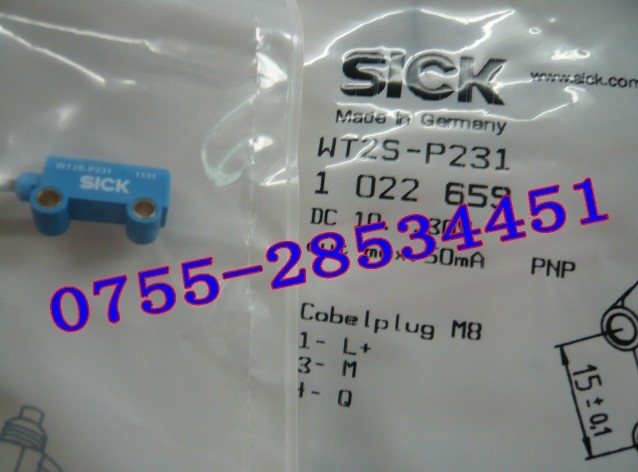 SICK
www.sick.com
Made in Germany
WT2S-P231
1 022 659
DC 10
PNP
Cabelplug M8
1- L+
3- M
- Q
15 ± 0,1
WT2S-P231 1131
SICK
0755-28534451